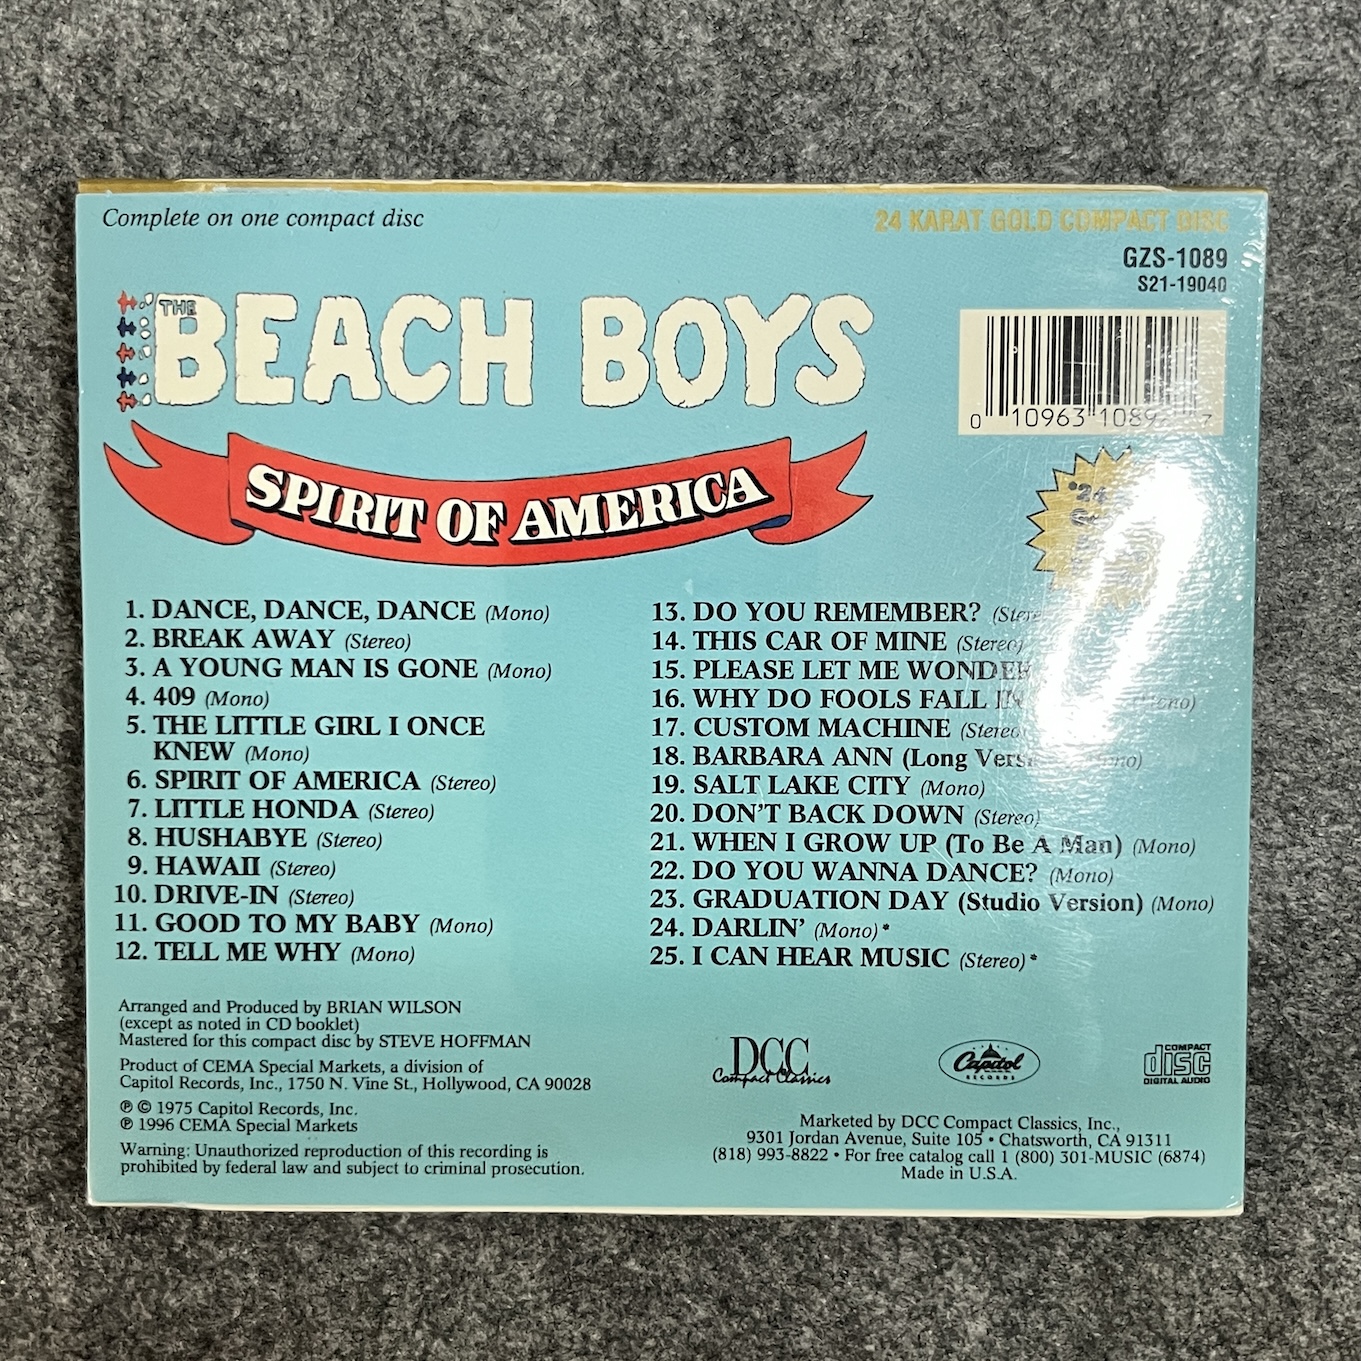 Complete on one compact disc
24 KARAT GOLD COMPACT DISC
GZS-1089
S21-19040
THE
BEACH BOYS
0 10963 1089 7
SPIRIT OF AMERICA
1. DANCE, DANCE, DANCE (Mono)
2. BREAK AWAY (Stereo)
3. A YOUNG MAN IS GONE (Mono)
4. 409 (Mono)
5. THE LITTLE GIRL I ONCE
KNEW (Mono)
6. SPIRIT OF AMERICA (Stereo)
7. LITTLE HONDA (Stereo)
8. HUSHABYE (Stereo)
9. HAWAII (Stereo)
10. DRIVE-IN (Stereo)
11. GOOD TO MY BABY (Mono)
12. TELL ME WHY (Mono)
13. DO YOU REMEMBER? (Stereo)
14. THIS CAR OF MINE (Stereo)
15. PLEASE LET ME WONDER
16. WHY DO FOOLS FALL IN (Mono)
17. CUSTOM MACHINE (Stereo)
18. BARBARA ANN (Long Version) (Mono)
19. SALT LAKE CITY (Mono)
20. DON'T BACK DOWN (Stereo)
21. WHEN I GROW UP (To Be A Man) (Mono)
22. DO YOU WANNA DANCE? (Mono)
23. GRADUATION DAY (Studio Version) (Mono)
24. DARLIN' (Mono)*
25. I CAN HEAR MUSIC (Stereo)*
Arranged and Produced by BRIAN WILSON
(except as noted in CD booklet)
Mastered for this compact disc by STEVE HOFFMAN
Product of CEMA Special Markets, a division of
Capitol Records, Inc., 1750 N. Vine St., Hollywood, CA 90028
℗ © 1975 Capitol Records, Inc.
℗ 1996 CEMA Special Markets
Warning: Unauthorized reproduction of this recording is
prohibited by federal law and subject to criminal prosecution.
DCC
Compact Classics
Capitol
RECORDS
COMPACT
disc
DIGITAL AUDIO
Marketed by DCC Compact Classics, Inc.,
9301 Jordan Avenue, Suite 105 • Chatsworth, CA 91311
(818) 993-8822 • For free catalog call 1 (800) 301-MUSIC (6874)
Made in U.S.A.